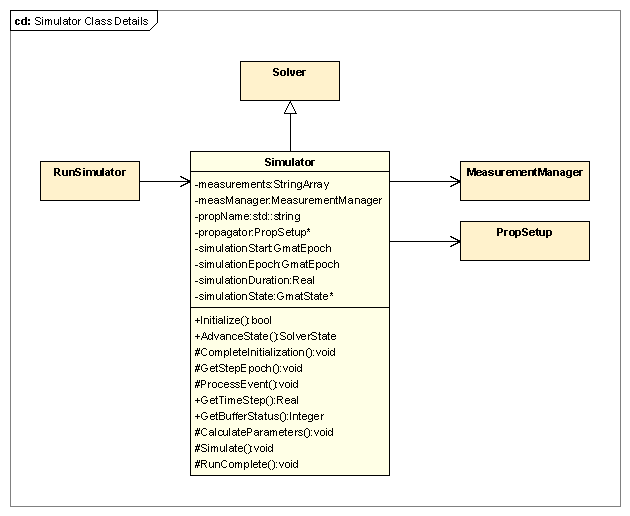 cd: Simulator Class Details
Solver
RunSimulator
Simulator
MeasurementManager
PropSetup
-measurements:StringArray
-measManager:MeasurementManager
-propName:std::string
-propagator:PropSetup*
-simulationStart:GmatEpoch
-simulationEpoch:GmatEpoch
-simulationDuration:Real
-simulationState:GmatState*
+Initialize():bool
+AdvanceState():SolverState
#CompleteInitialization():void
#GetStepEpoch():void
#ProcessEvent():void
+GetTimeStep():Real
+GetBufferStatus():Integer
#CalculateParameters():void
#Simulate():void
#RunComplete():void